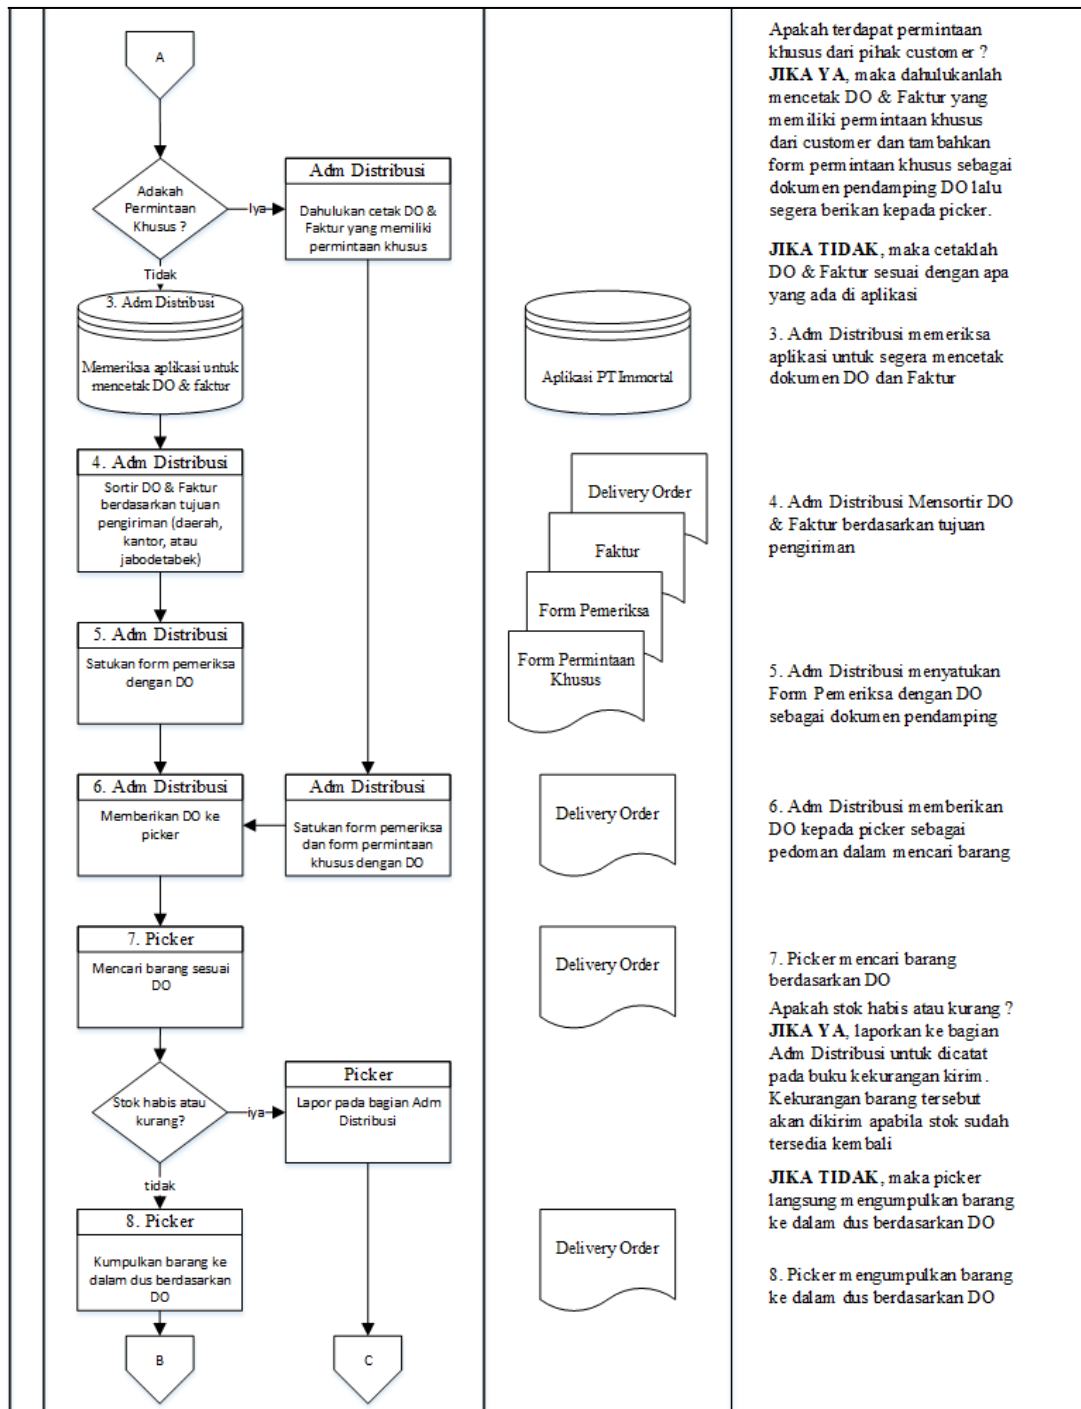 A
Adakah
Permintaan
Khusus ?
Iya
Adm Distribusi
Dahulukan cetak DO &
Faktur yang memiliki
permintaan khusus
Tidak
3. Adm Distribusi
Memeriksa aplikasi untuk
mencetak DO & faktur
4. Adm Distribusi
Sortir DO & Faktur
berdasarkan tujuan
pengiriman (daerah,
kantor, atau
jabodetabek)
5. Adm Distribusi
Satukan form pemeriksa
dengan DO
6. Adm Distribusi
Memberikan DO ke
picker
Adm Distribusi
Satukan form pemeriksa
dan form permintaan
khusus dengan DO
7. Picker
Mencari barang sesuai
DO
Stok habis atau
kurang?
iya
Picker
Lapor pada bagian Adm
Distribusi
tidak
8. Picker
Kumpulkan barang ke
dalam dus berdasarkan
DO
B
C
Aplikasi PT Immortal
Delivery Order
Faktur
Form Pemeriksa
Form Permintaan
Khusus
Delivery Order
Delivery Order
Delivery Order
Apakah terdapat permintaan
khusus dari pihak customer ?
JIKA YA, maka dahulukanlah
mencetak DO & Faktur yang
memiliki permintaan khusus
dari customer dan tambahkan
form permintaan khusus sebagai
dokumen pendamping DO lalu
segera berikan kepada picker.
JIKA TIDAK, maka cetaklah
DO & Faktur sesuai dengan apa
yang ada di aplikasi
3. Adm Distribusi memeriksa
aplikasi untuk segera mencetak
dokumen DO dan Faktur
4. Adm Distribusi Mensortir DO
& Faktur berdasarkan tujuan
pengiriman
5. Adm Distribusi menyatukan
Form Pemeriksa dengan DO
sebagai dokumen pendamping
6. Adm Distribusi memberikan
DO kepada picker sebagai
pedoman dalam mencari barang
7. Picker mencari barang
berdasarkan DO
Apakah stok habis atau kurang ?
JIKA YA, laporkan ke bagian
Adm Distribusi untuk dicatat
pada buku kekurangan kirim.
Kekurangan barang tersebut
akan dikirim apabila stok sudah
tersedia kembali
JIKA TIDAK, maka picker
langsung mengumpulkan barang
ke dalam dus berdasarkan DO
8. Picker mengumpulkan barang
ke dalam dus berdasarkan DO